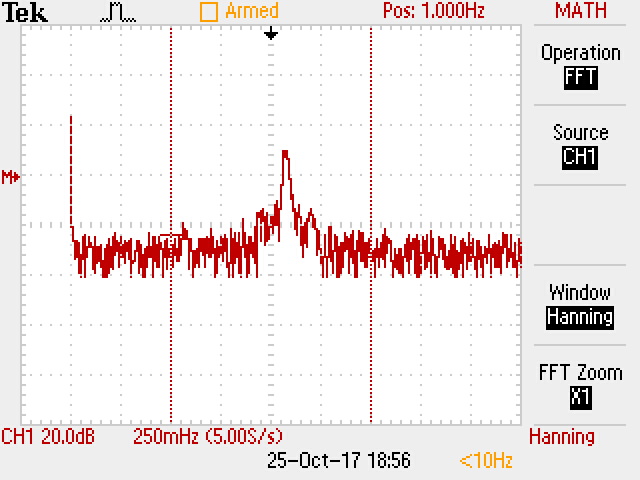 Tek Armed Pos: 1.000Hz MATH
Operation
FFT
Source
CH1
M
Window
Hanning
FFT Zoom
X1
CH1 20.0dB 250mHz (5.00S/s) Hanning
25-Oct-17 18:56 <10Hz